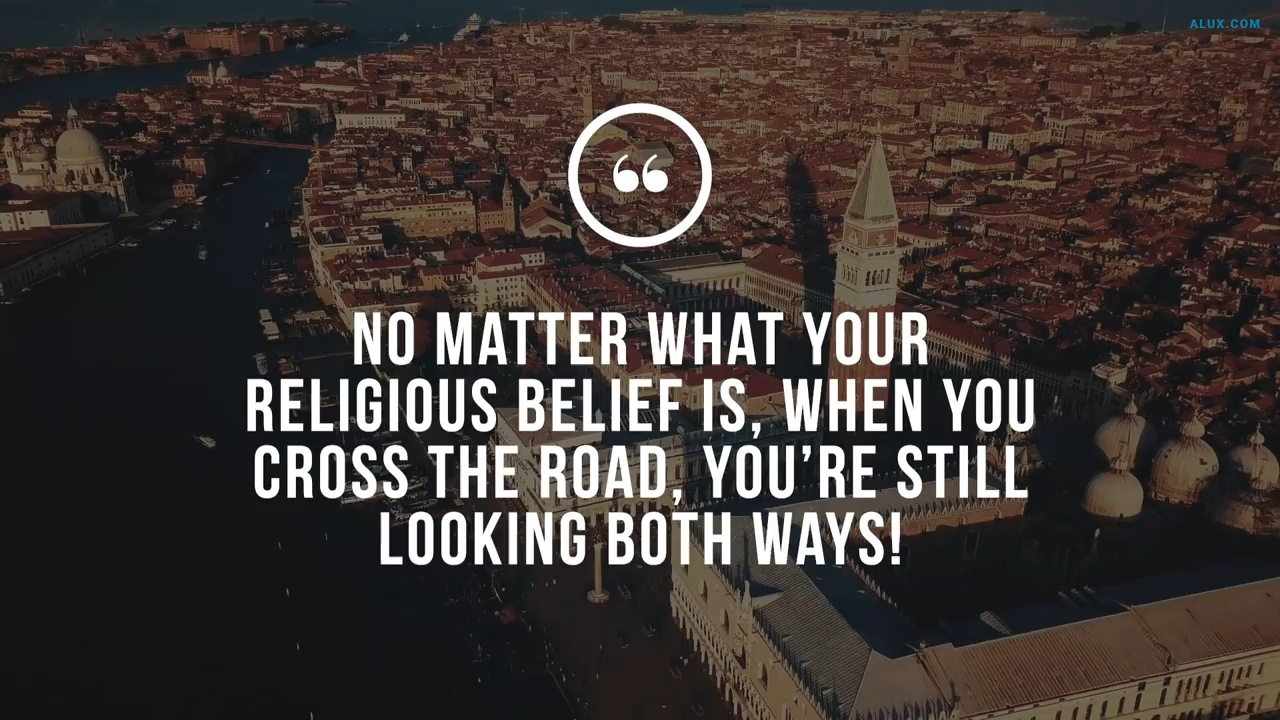 ALUX.COM
“
NO MATTER WHAT YOUR
RELIGIOUS BELIEF IS, WHEN YOU
CROSS THE ROAD, YOU’RE STILL
LOOKING BOTH WAYS!